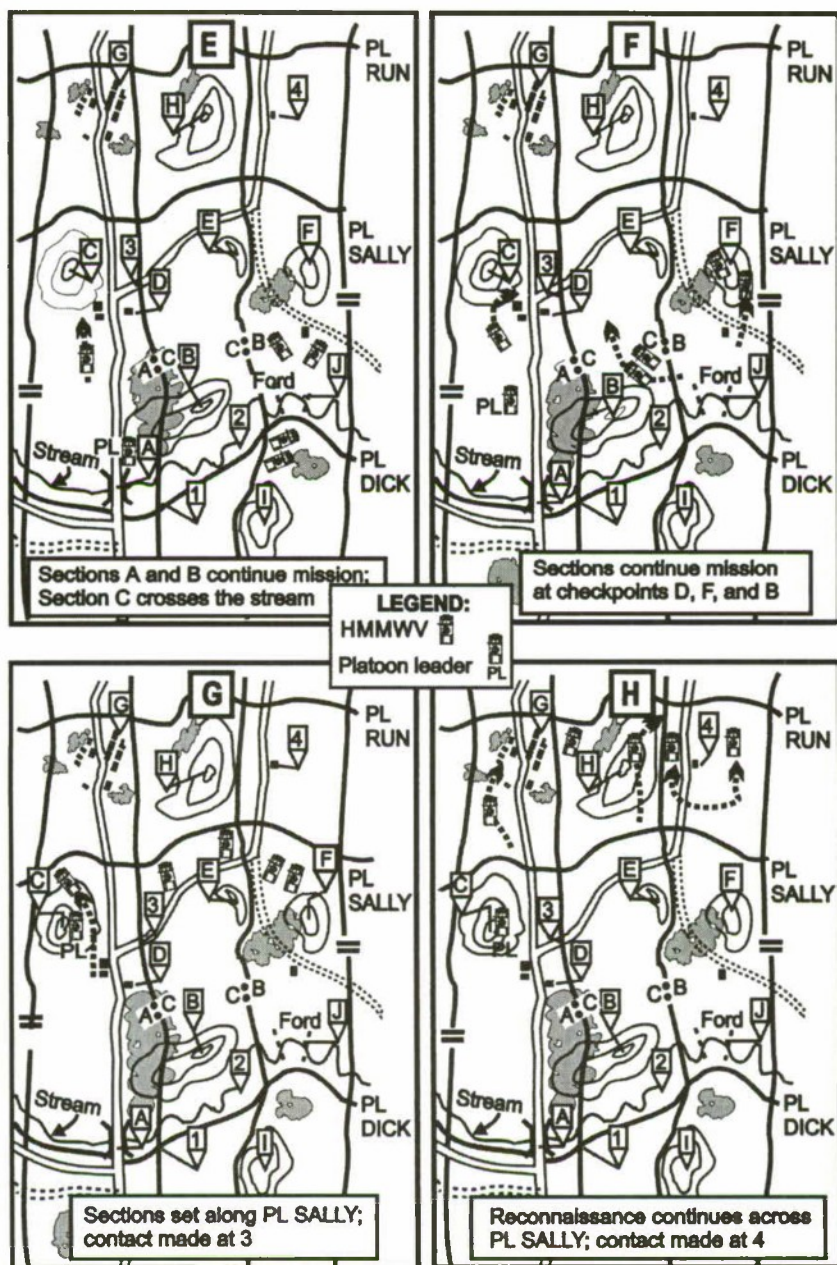 E
PL
RUN
G
H
4
PL
SALLY
C
3
E
F
D
B
A
C
C
B
J
Ford
PL
A
2
Stream
PL
DICK
1
I
Sections A and B continue mission;
Section C crosses the stream
F
PL
RUN
G
H
4
PL
SALLY
C
3
E
F
D
A
C
C
B
B
J
Ford
PL
2
Stream
A
PL
DICK
1
I
Sections continue mission
at checkpoints D, F, and B
LEGEND:
HMMWV
Platoon leader
PL
G
PL
RUN
G
H
4
PL
SALLY
C
3
E
F
PL
D
A
C
B
C
B
J
Ford
2
Stream
A
PL
DICK
1
I
Sections set along PL SALLY;
contact made at 3
H
PL
RUN
G
H
4
PL
SALLY
C
3
E
F
PL
D
A
C
B
C
B
J
Ford
2
Stream
A
PL
DICK
1
I
Reconnaissance continues across
PL SALLY; contact made at 4